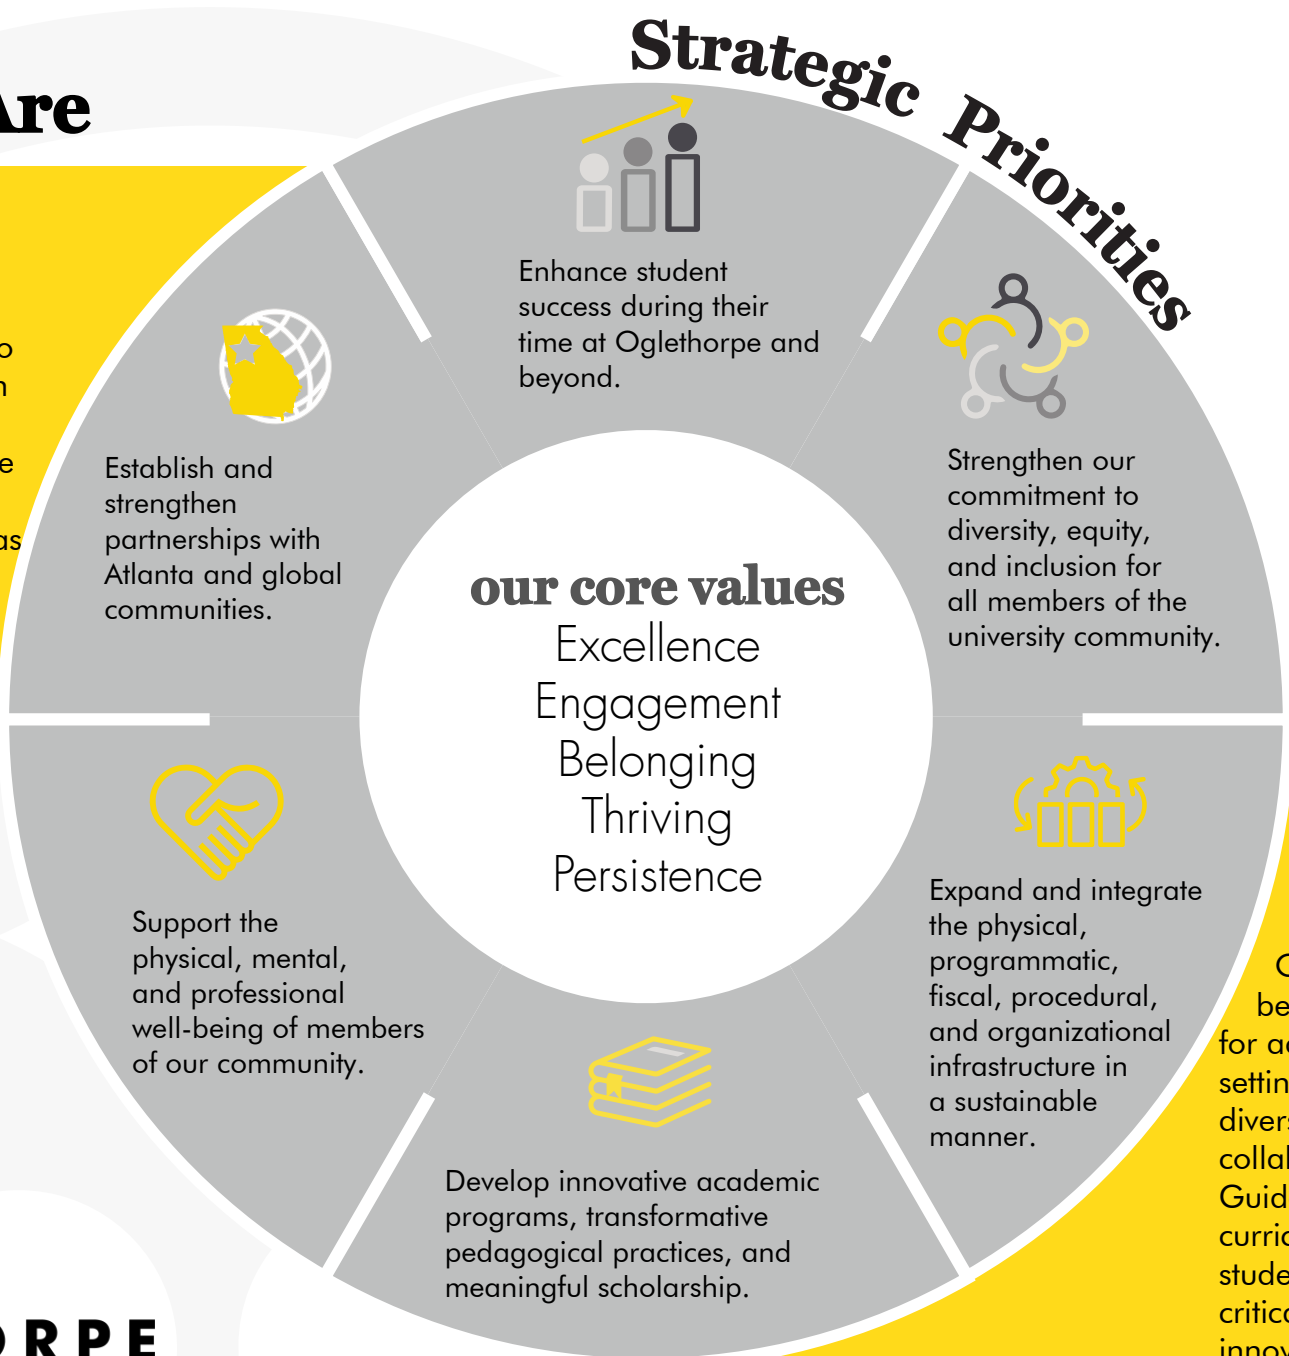 Strategic Priorities
Enhance student
success during their
time at Oglethorpe and
beyond.
Strengthen our
commitment to
diversity, equity,
and inclusion for
all members of the
university community.
Expand and integrate
the physical,
programmatic,
fiscal, procedural,
and organizational
infrastructure in
a sustainable
manner.
Develop innovative academic
programs, transformative
pedagogical practices, and
meaningful scholarship.
Support the
physical, mental,
and professional
well-being of members
of our community.
Establish and
strengthen
partnerships with
Atlanta and global
communities.
our core values
Excellence
Engagement
Belonging
Thriving
Persistence
Are
as
for